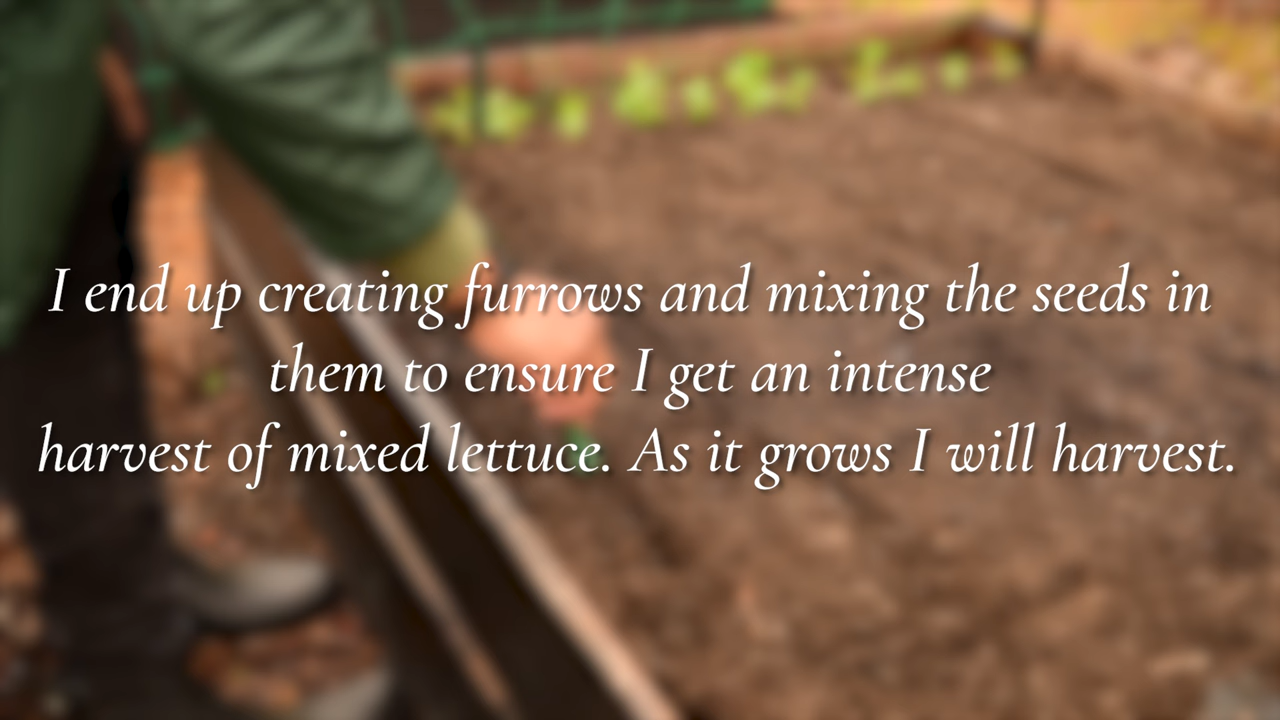 I end up creating furrows and mixing the seeds in
them to ensure I get an intense
harvest of mixed lettuce. As it grows I will harvest.